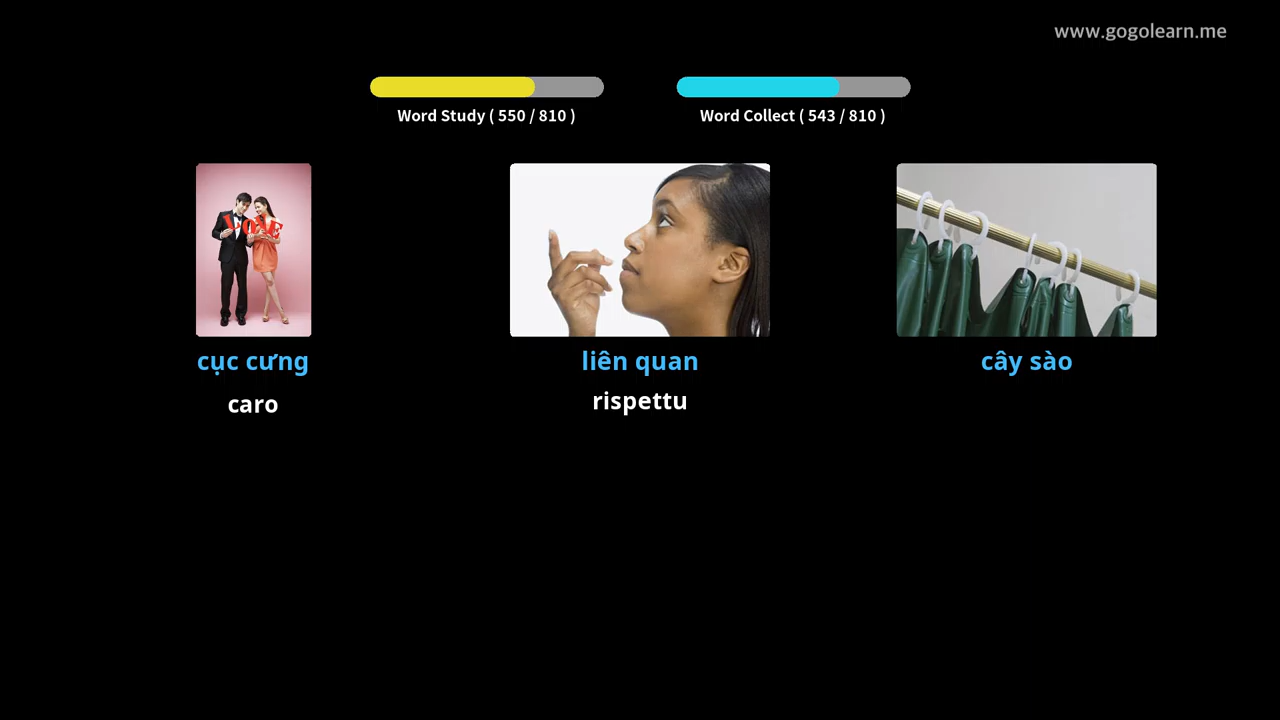 www.gogolearn.me
Word Study ( 550 / 810 )
Word Collect ( 543 / 810 )
LOVE
cục cưng
liên quan
cây sào
caro
rispettu